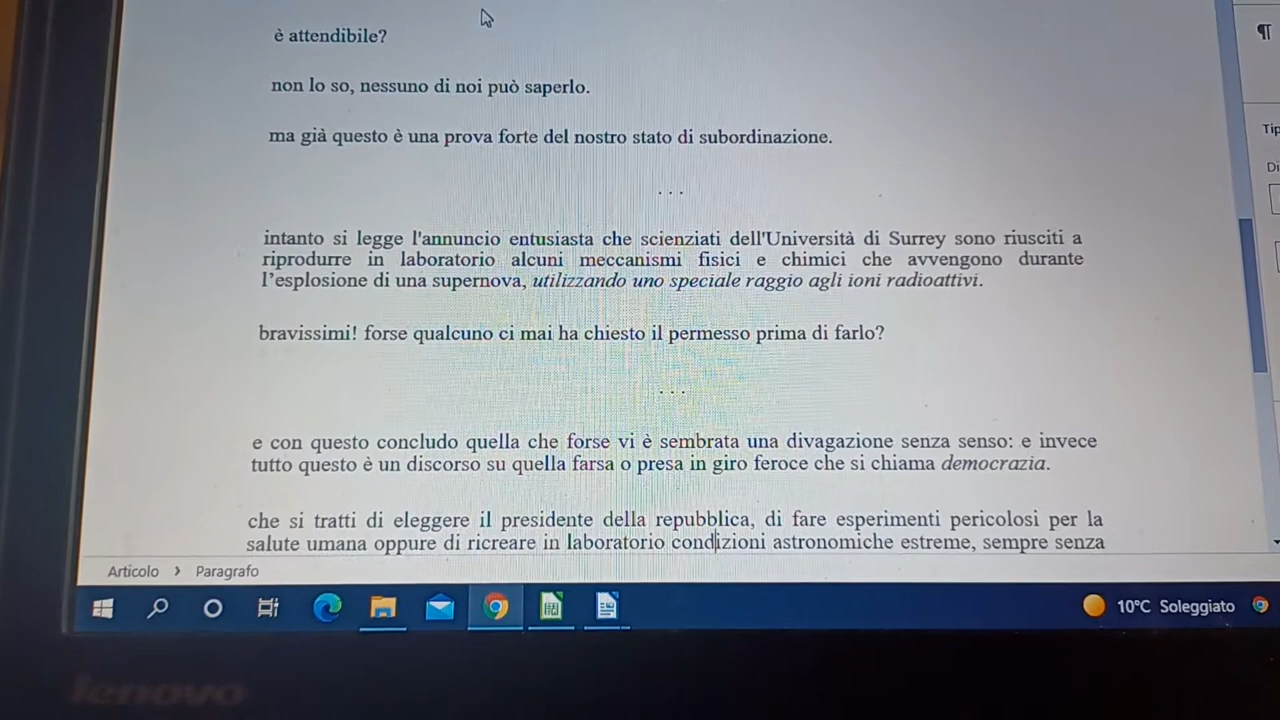 è attendibile?
non lo so, nessuno di noi può saperlo.
ma già questo è una prova forte del nostro stato di subordinazione.
. . .
intanto si legge l'annuncio entusiasta che scienziati dell'Università di Surrey sono riusciti a
riprodurre in laboratorio alcuni meccanismi fisici e chimici che avvengono durante
l’esplosione di una supernova, utilizzando uno speciale raggio agli ioni radioattivi.
bravissimi! forse qualcuno ci mai ha chiesto il permesso prima di farlo?
. . .
e con questo concludo quella che forse vi è sembrata una divagazione senza senso: e invece
tutto questo è un discorso su quella farsa o presa in giro feroce che si chiama democrazia.
che si tratti di eleggere il presidente della repubblica, di fare esperimenti pericolosi per la
salute umana oppure di ricreare in laboratorio condizioni astronomiche estreme, sempre senza
Articolo › Paragrafo
10°C Soleggiato
¶
Tip
Di
lenovo